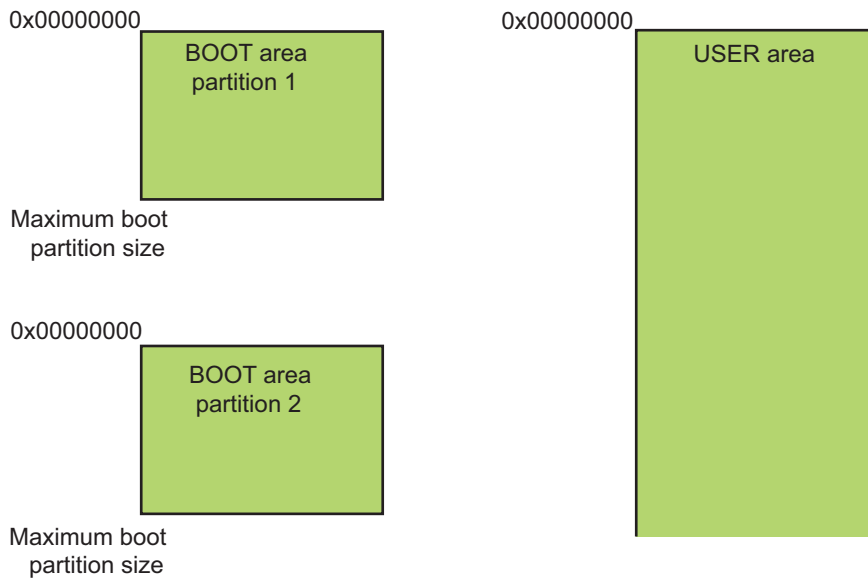 0x00000000
BOOT area
partition 1
Maximum boot
partition size
0x00000000
BOOT area
partition 2
Maximum boot
partition size
0x00000000
USER area